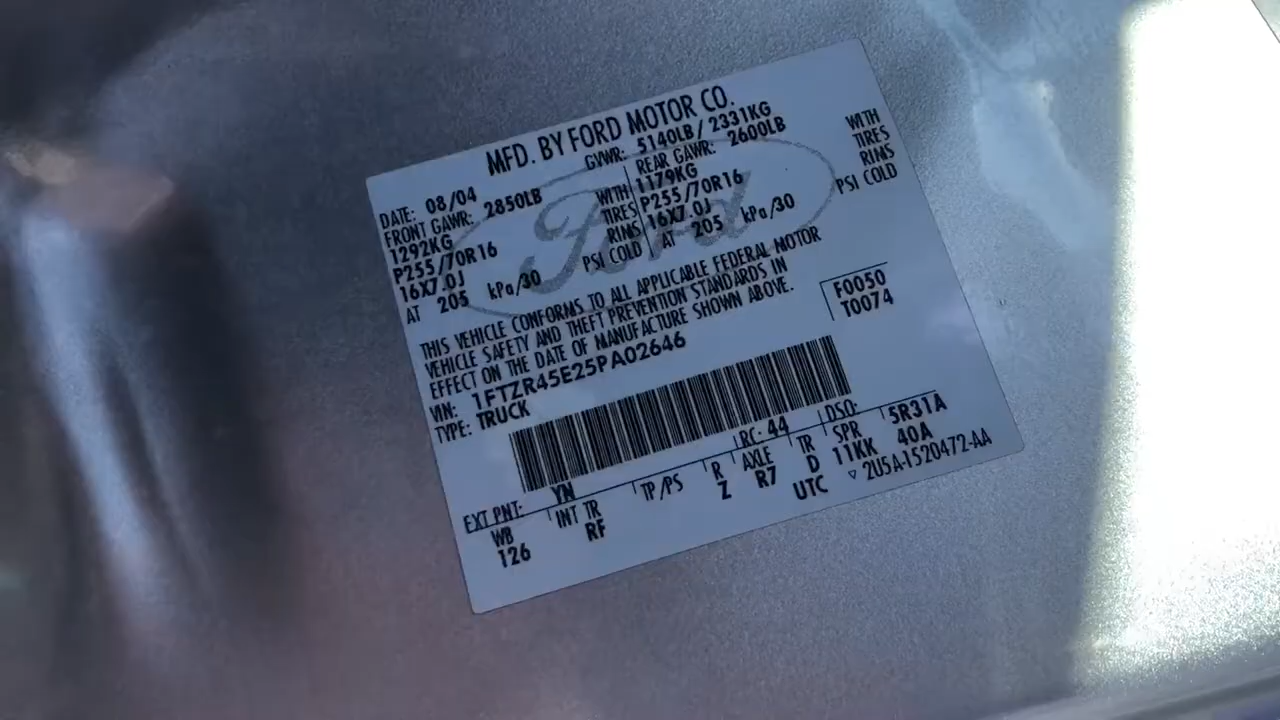 MFD. BY FORD MOTOR CO.
DATE: 08/04 GVWR: 5140LB / 2331KG
FRONT GAWR: 2850LB REAR GAWR: 2600LB
1292KG WITH 1179KG WITH
P255/70R16 TIRES P255/70R16 TIRES
16X7.0J RIMS 16X7.0J RIMS
AT 205 kPa/30 PSI COLD AT 205 kPa/30 PSI COLD
Ford
THIS VEHICLE CONFORMS TO ALL APPLICABLE FEDERAL MOTOR
VEHICLE SAFETY AND THEFT PREVENTION STANDARDS IN
EFFECT ON THE DATE OF MANUFACTURE SHOWN ABOVE.
VIN: 1FTZR45E25PA02646 F0050
TYPE: TRUCK T0074
EXT PNT: YN RC: 44 DSO:
WB INT TR TP/PS R AXLE TR SPR 5R31A
126 RF Z R7 D 11KK 40A
UTC ▽ 2U5A-1520472-AA